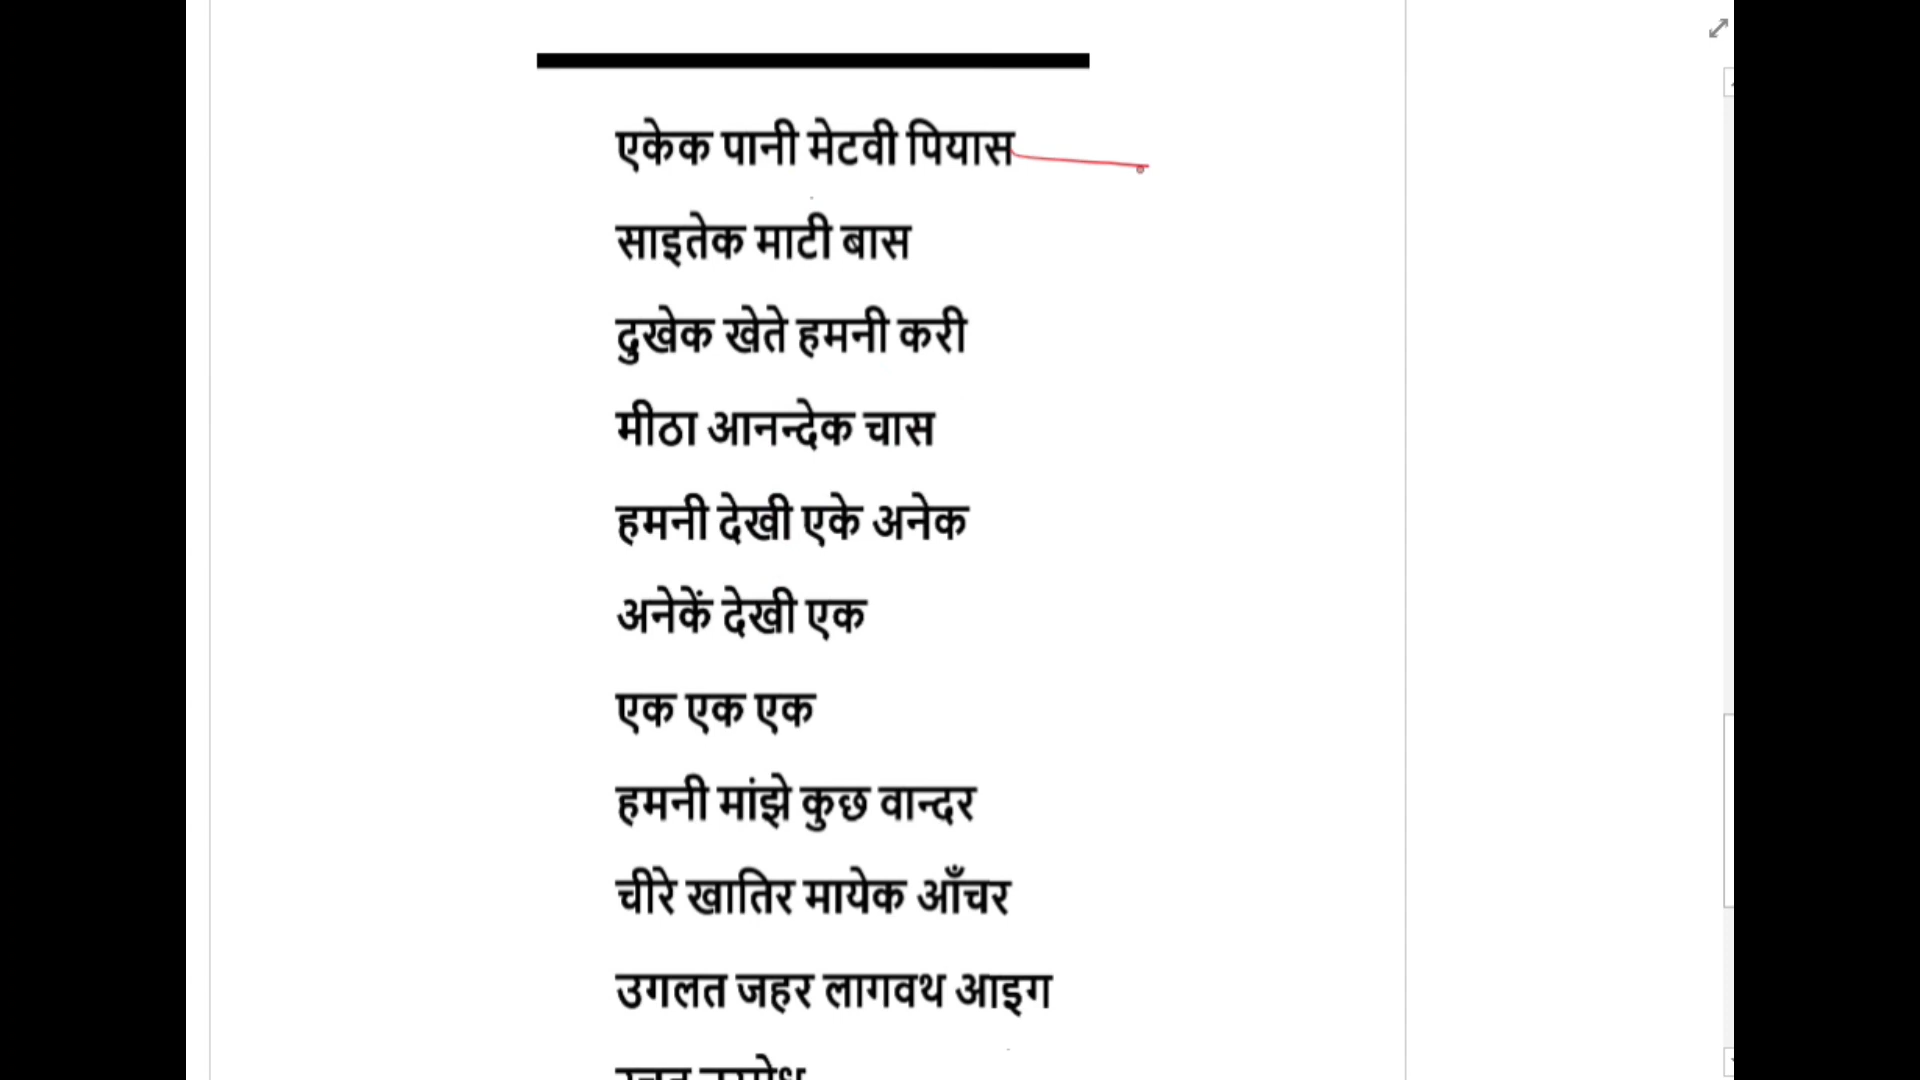 एकेक पानी मेटवी पियास
साइतेक माटी बास
दुखेक खेते हमनी करी
मीठा आनन्देक चास
हमनी देखी एके अनेक
अनेकें देखी एक
एक एक एक
हमनी मांझे कुछ वान्दर
चीरे खातिर मायेक आँचर
उगलत जहर लागवथ आइग